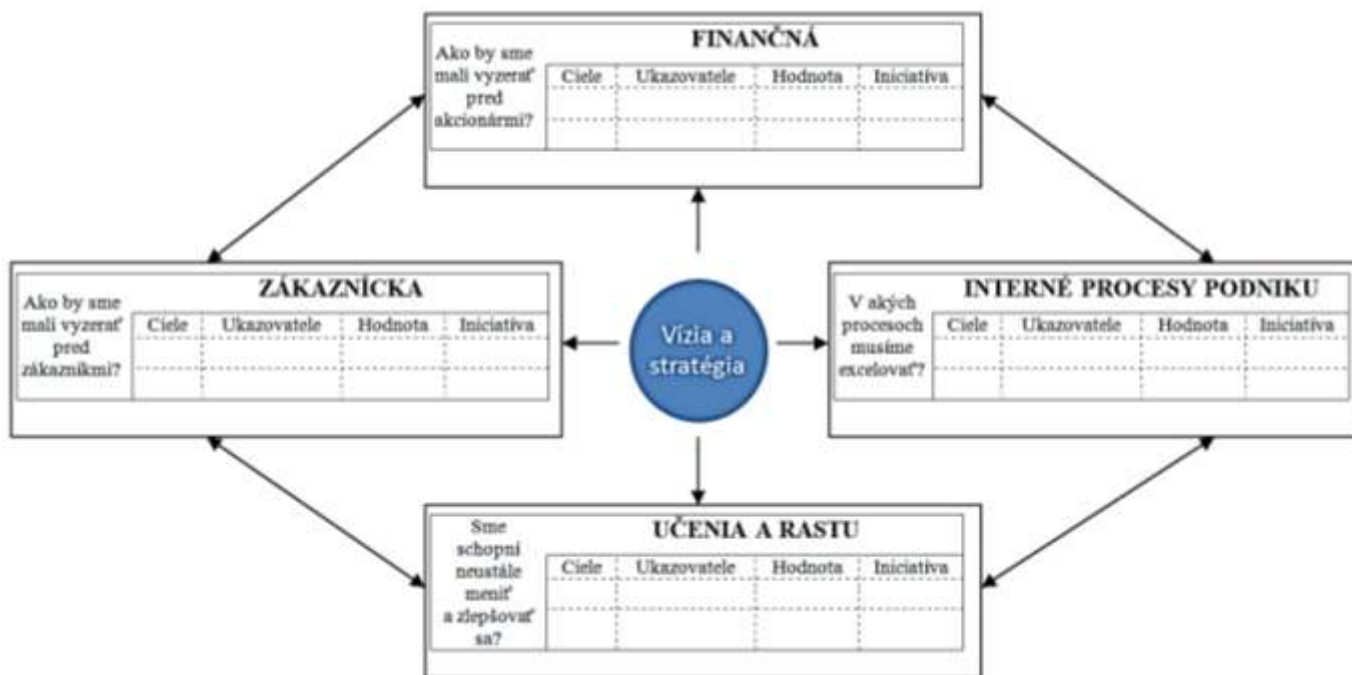 FINANČNÁ
Ako by sme
mali vyzerať
pred
akcionármi?
Ciele Ukazovatele Hodnota Iniciatíva
ZÁKAZNÍCKA
Ako by sme
mali vyzerať
pred
zákazníkmi?
Ciele Ukazovatele Hodnota Iniciatíva
Vízia a
stratégia
INTERNÉ PROCESY PODNIKU
V akých
procesoch
musíme
excelovať?
Ciele Ukazovatele Hodnota Iniciatíva
UČENIA A RASTU
Sme
schopní
neustále
meniť
a zlepšovať
sa?
Ciele Ukazovatele Hodnota Iniciatíva